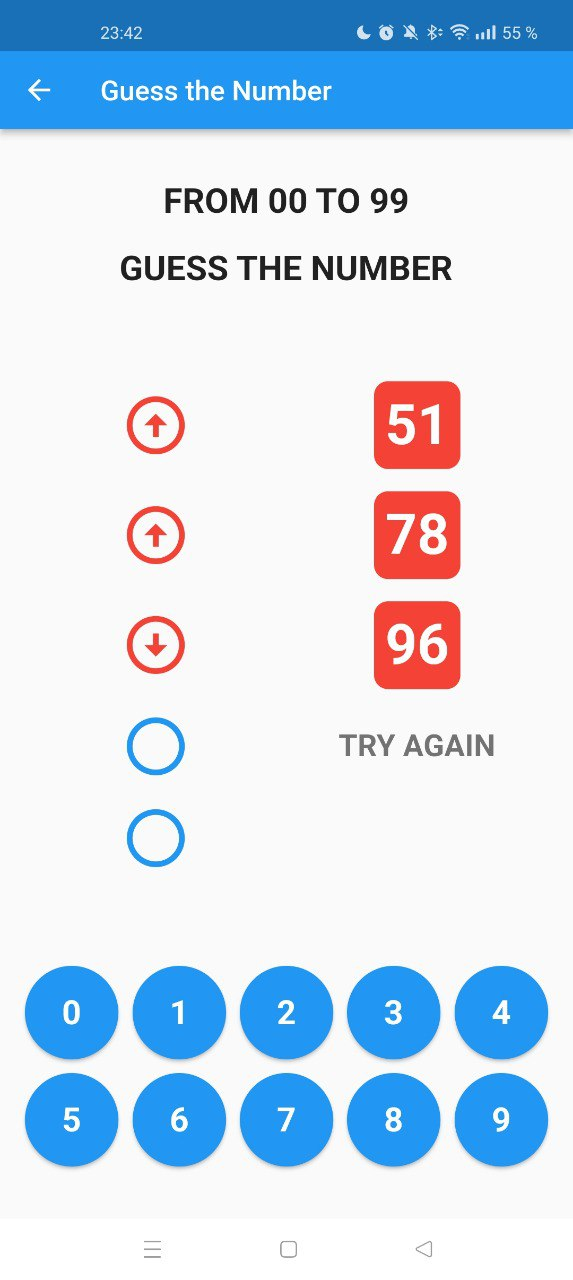 23:42 55 %
Guess the Number
FROM 00 TO 99
GUESS THE NUMBER
51
78
96
TRY AGAIN
0 1 2 3 4
5 6 7 8 9